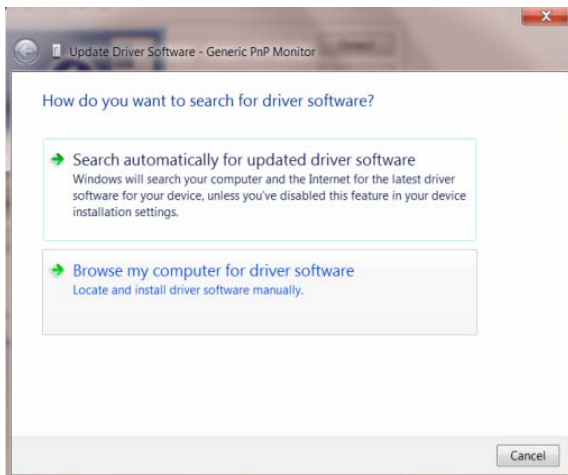 Update Driver Software - Generic PnP Monitor
How do you want to search for driver software?
Search automatically for updated driver software
Windows will search your computer and the Internet for the latest driver
software for your device, unless you've disabled this feature in your device
installation settings.
Browse my computer for driver software
Locate and install driver software manually.
Cancel